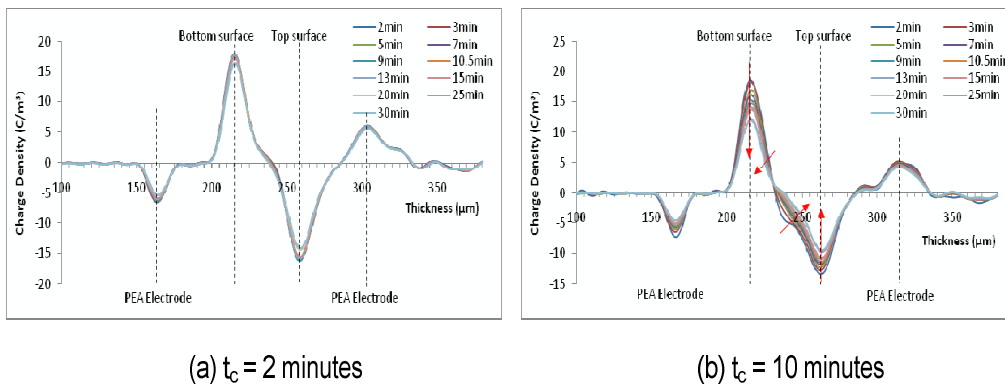 Bottom surface Top surface
2min 3min
5min 7min
9min 10.5min
13min 15min
20min 25min
30min
Charge Density (C/m³)
20
15
10
5
0
-5
-10
-15
-20
100 150 200 250 300 350
Thickness (μm)
PEA Electrode PEA Electrode
(a) tc = 2 minutes
Bottom surface Top surface
2min 3min
5min 7min
9min 10.5min
13min 15min
20min 25min
30min
Charge Density (C/m³)
25
20
15
10
5
0
-5
-10
-15
100 150 200 250 300 350
Thickness (μm)
PEA Electrode PEA Electrode
(b) tc = 10 minutes